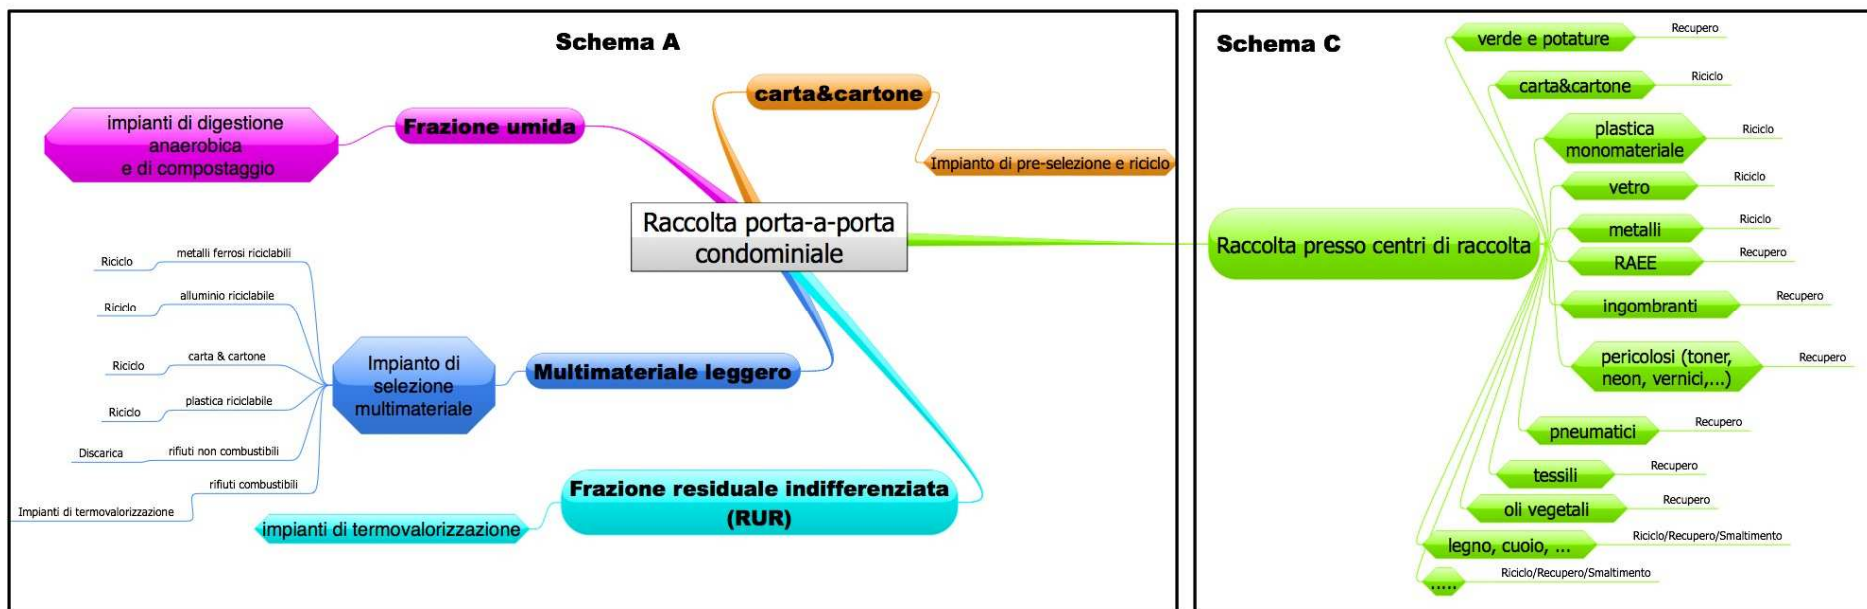 Schema A
carta&cartone
Impianto di pre-selezione e riciclo
Frazione umida
impianti di digestione
anaerobica
e di compostaggio
Raccolta porta-a-porta
condominiale
Multimateriale leggero
Impianto di
selezione
multimateriale
metalli ferrosi riciclabili
Riciclo
alluminio riciclabile
Riciclo
carta & cartone
Riciclo
plastica riciclabile
Riciclo
rifiuti non combustibili
Discarica
rifiuti combustibili
Impianti di termovalorizzazione
Frazione residuale indifferenziata
(RUR)
impianti di termovalorizzazione
Schema C
Raccolta presso centri di raccolta
verde e potature
Recupero
carta&cartone
Riciclo
plastica
monomateriale
Riciclo
vetro
Riciclo
metalli
Riciclo
RAEE
Recupero
ingombranti
Recupero
pericolosi (toner,
neon, vernici,...)
Recupero
pneumatici
Recupero
tessili
Recupero
oli vegetali
Recupero
legno, cuoio, ...
Riciclo/Recupero/Smaltimento
.....
Riciclo/Recupero/Smaltimento